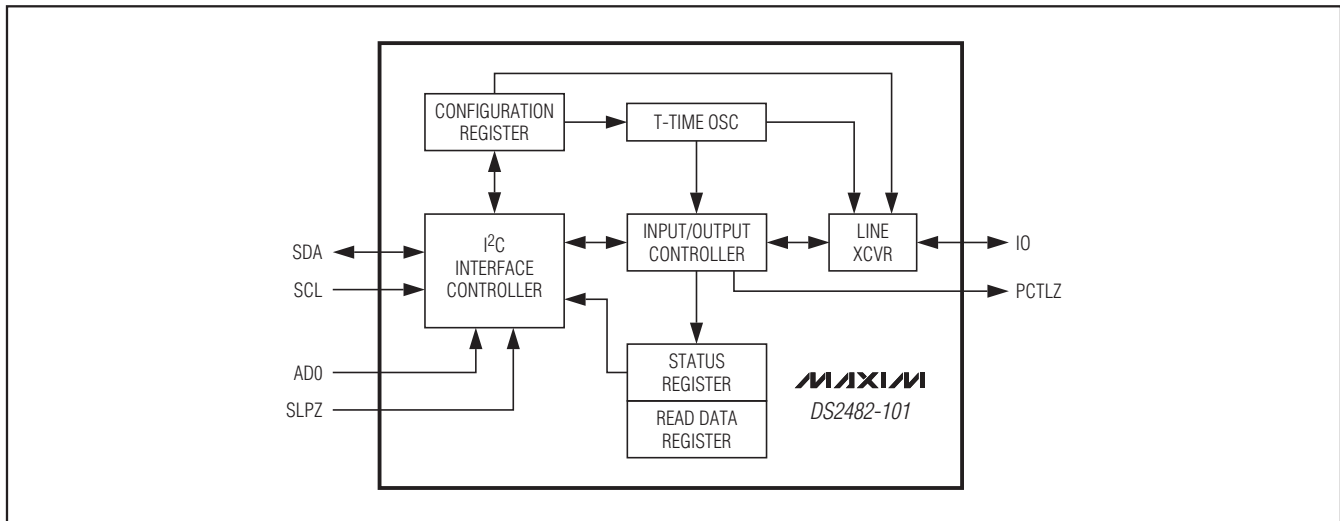 CONFIGURATION
REGISTER
T-TIME OSC
SDA
SCL
I²C
INTERFACE
CONTROLLER
INPUT/OUTPUT
CONTROLLER
LINE
XCVR
IO
PCTLZ
AD0
SLPZ
STATUS
REGISTER
READ DATA
REGISTER
MAXIM
DS2482-101